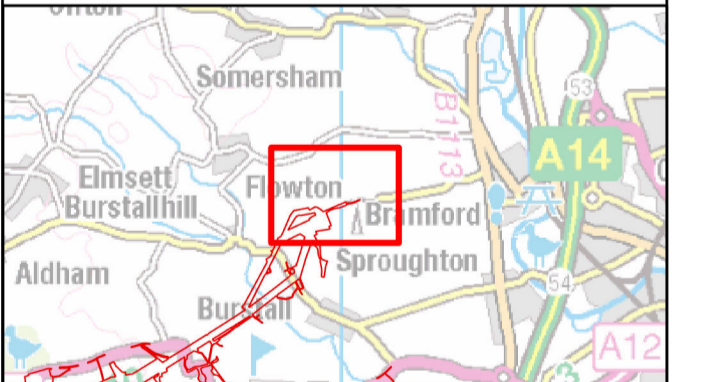 Somersham
53
B1113
A14
Elmsett
Flowton
Burstallhill
Bramford
Aldham
Sproughton
54
Burstall
A12